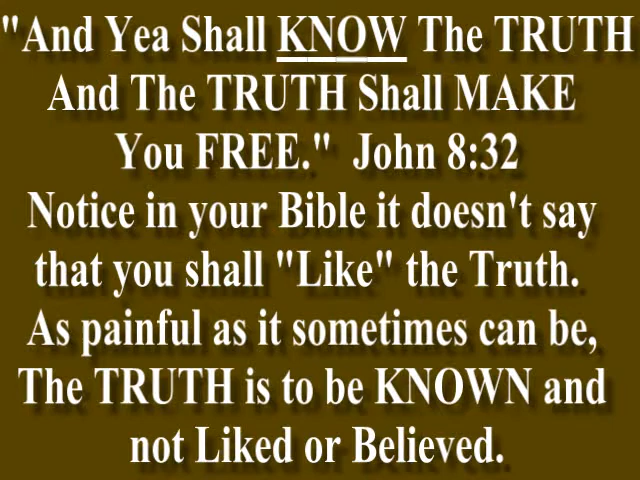 "And Yea Shall KNOW The TRUTH
And The TRUTH Shall MAKE
You FREE." John 8:32
Notice in your Bible it doesn't say
that you shall "Like" the Truth.
As painful as it sometimes can be,
The TRUTH is to be KNOWN and
not Liked or Believed.